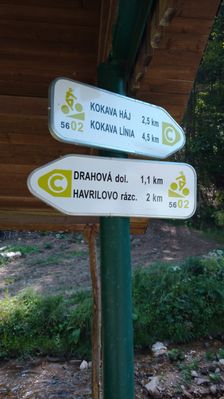 KOKAVA HÁJ 2,5 km
KOKAVA LÍNIA 4,5 km
5602
C
DRAHOVÁ dol. 1,1 km
HAVRILOVO rázc. 2 km
C
5602